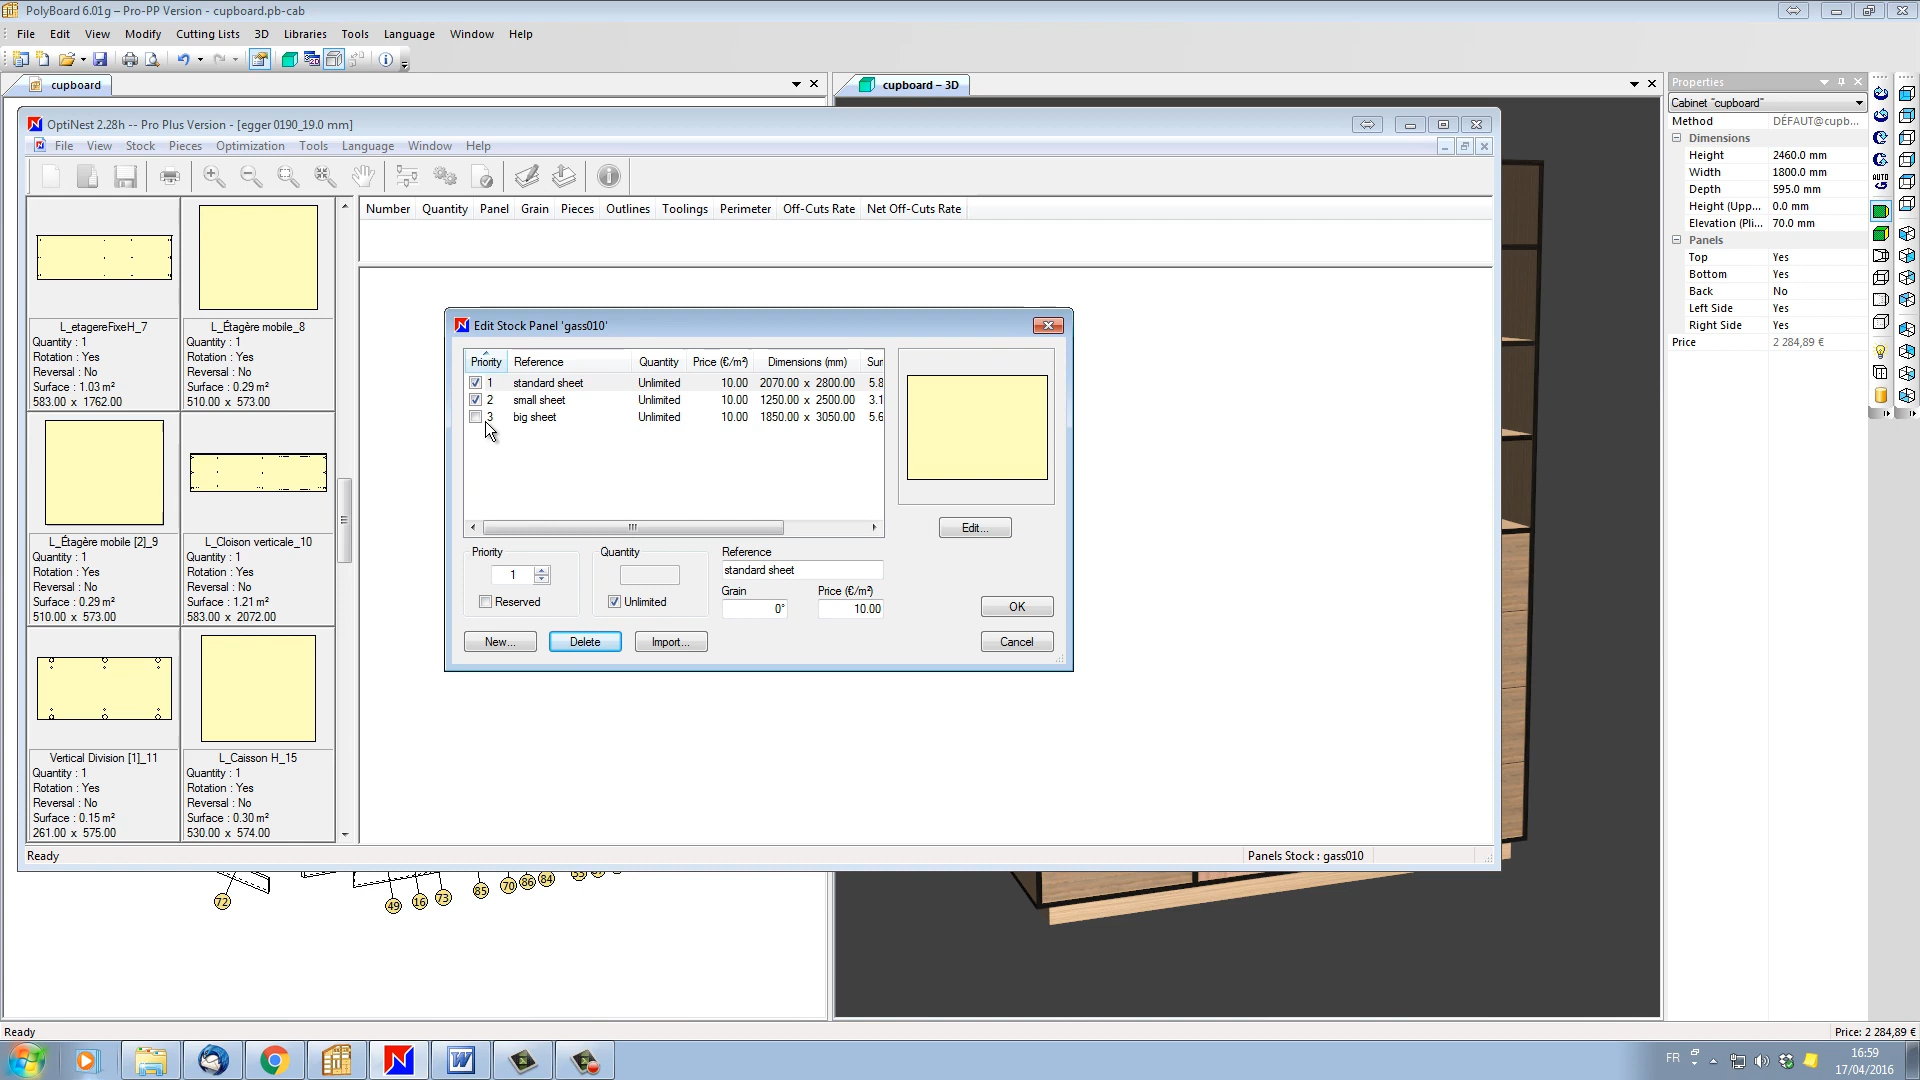 PolyBoard 6.01g – Pro-PP Version - cupboard.pb-cab
File Edit View Modify Cutting Lists 3D Libraries Tools Language Window Help
cupboard
cupboard – 3D
Properties
Cabinet "cupboard"
Method DÉFAUT@cupb...
Dimensions
Height 2460.0 mm
Width 1800.0 mm
Depth 595.0 mm
Height (Upp... 0.0 mm
Elevation (Pli... 70.0 mm
Panels
Top Yes
Bottom Yes
Back No
Left Side Yes
Right Side Yes
Price 2 284,89 €
AUTO
OptiNest 2.28h -- Pro Plus Version - [egger 0190_19.0 mm]
File View Stock Pieces Optimization Tools Language Window Help
Number Quantity Panel Grain Pieces Outlines Toolings Perimeter Off-Cuts Rate Net Off-Cuts Rate
L_etagereFixeH_7
Quantity : 1
Rotation : Yes
Reversal : No
Surface : 1.03 m²
583.00 x 1762.00
L_Étagère mobile_8
Quantity : 1
Rotation : Yes
Reversal : No
Surface : 0.29 m²
510.00 x 573.00
L_Étagère mobile [2]_9
Quantity : 1
Rotation : Yes
Reversal : No
Surface : 0.29 m²
510.00 x 573.00
L_Cloison verticale_10
Quantity : 1
Rotation : Yes
Reversal : No
Surface : 1.21 m²
583.00 x 2072.00
Vertical Division [1]_11
Quantity : 1
Rotation : Yes
Reversal : No
Surface : 0.15 m²
261.00 x 575.00
L_Caisson H_15
Quantity : 1
Rotation : Yes
Reversal : No
Surface : 0.30 m²
530.00 x 574.00
Edit Stock Panel 'gass010'
Priority Reference Quantity Price (€/m²) Dimensions (mm) Sur
1 standard sheet Unlimited 10.00 2070.00 x 2800.00 5.8
2 small sheet Unlimited 10.00 1250.00 x 2500.00 3.1
3 big sheet Unlimited 10.00 1850.00 x 3050.00 5.6
Edit...
Priority
1
Reserved
Quantity
Unlimited
Reference
standard sheet
Grain Price (€/m²)
0° 10.00
OK
New... Delete Import... Cancel
Ready Panels Stock : gass010
72 49 16 73 85 70 86 84
Ready Price: 2 284,89 €
FR
16:59
17/04/2016